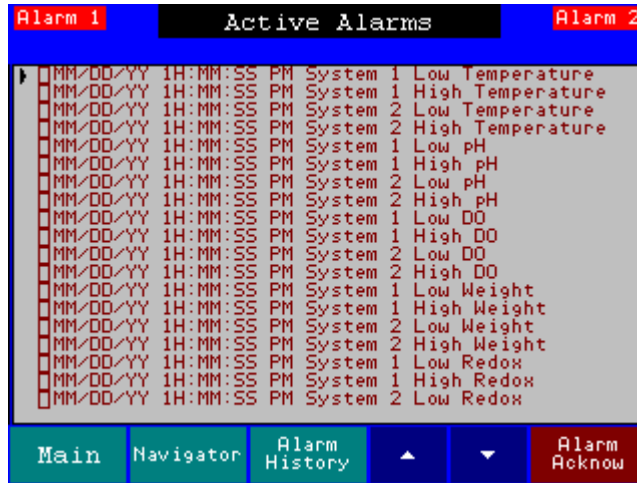 Alarm 1 Active Alarms Alarm 2
MM/DD/YY 1H:MM:SS PM System 1 Low Temperature
MM/DD/YY 1H:MM:SS PM System 1 High Temperature
MM/DD/YY 1H:MM:SS PM System 2 Low Temperature
MM/DD/YY 1H:MM:SS PM System 2 High Temperature
MM/DD/YY 1H:MM:SS PM System 1 Low pH
MM/DD/YY 1H:MM:SS PM System 1 High pH
MM/DD/YY 1H:MM:SS PM System 2 Low pH
MM/DD/YY 1H:MM:SS PM System 2 High pH
MM/DD/YY 1H:MM:SS PM System 1 Low DO
MM/DD/YY 1H:MM:SS PM System 1 High DO
MM/DD/YY 1H:MM:SS PM System 2 Low DO
MM/DD/YY 1H:MM:SS PM System 2 High DO
MM/DD/YY 1H:MM:SS PM System 1 Low Weight
MM/DD/YY 1H:MM:SS PM System 1 High Weight
MM/DD/YY 1H:MM:SS PM System 2 Low Weight
MM/DD/YY 1H:MM:SS PM System 2 High Weight
MM/DD/YY 1H:MM:SS PM System 1 Low Redox
MM/DD/YY 1H:MM:SS PM System 1 High Redox
MM/DD/YY 1H:MM:SS PM System 2 Low Redox
Main
Navigator
Alarm
History
Alarm
Acknow